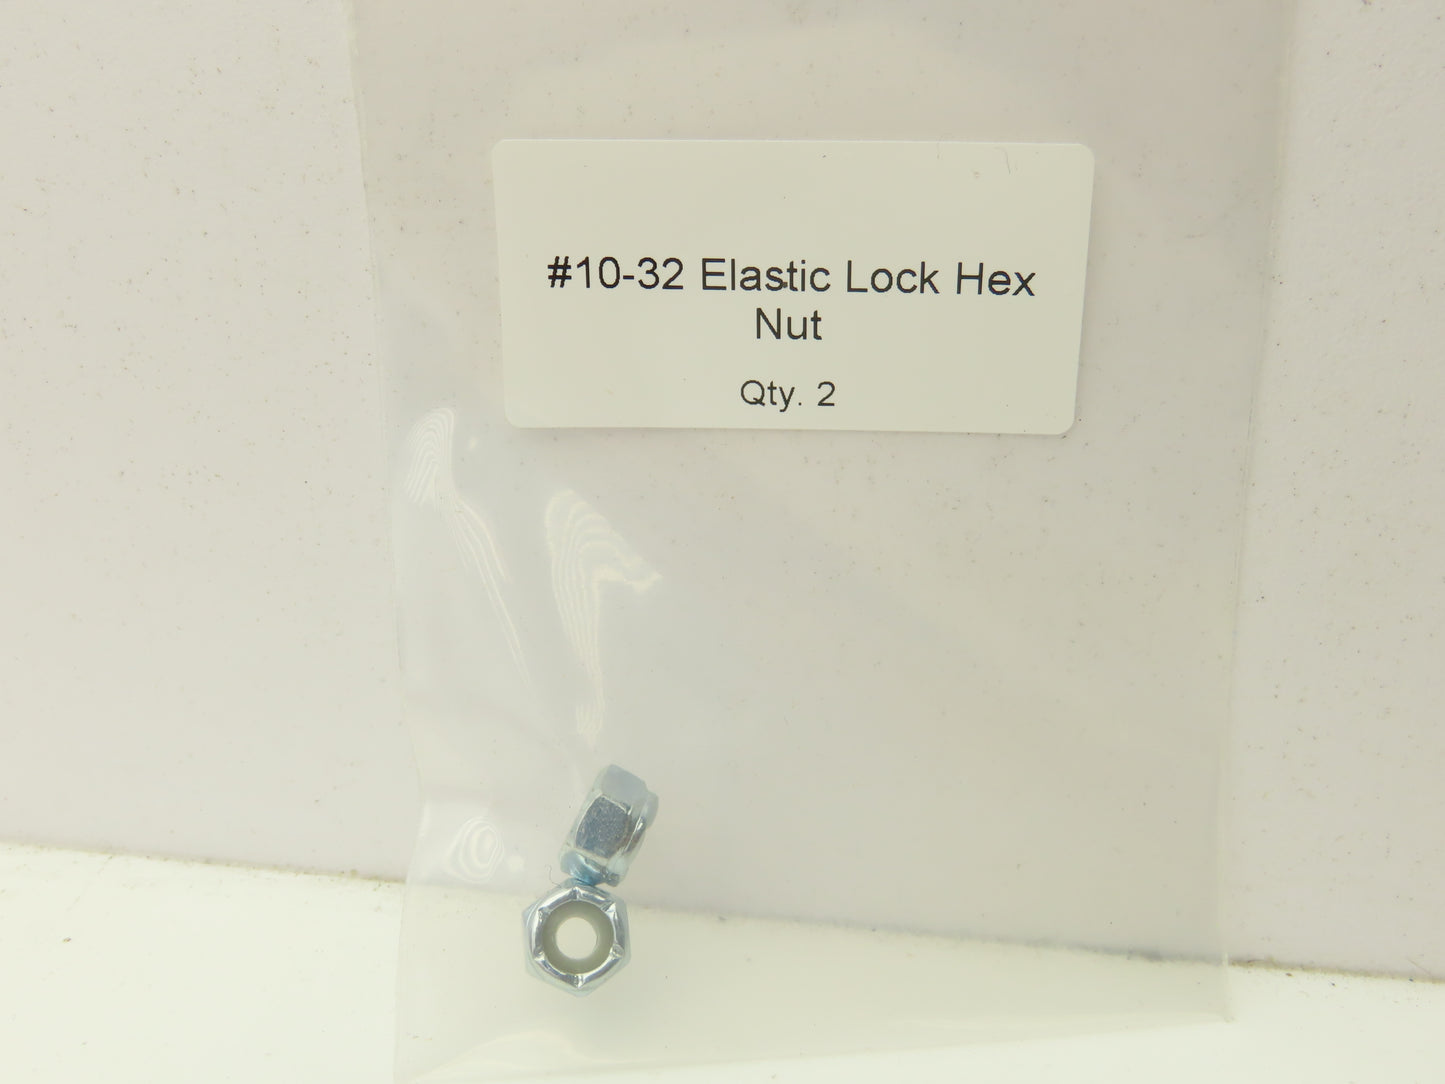 #10-32 Elastic Lock Hex
Nut
Qty. 2